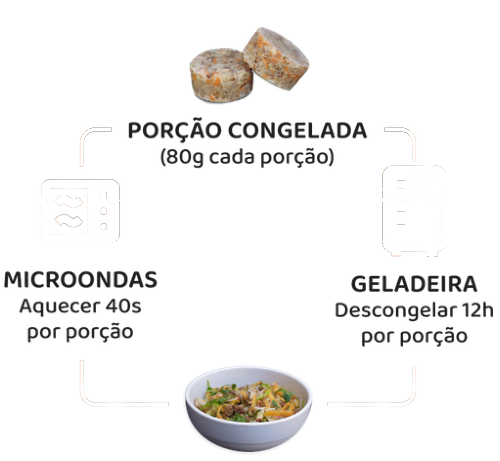 PORÇÃO CONGELADA
(80g cada porção)
MICROONDAS
Aquecer 40s
por porção
GELADEIRA
Descongelar 12h
por porção